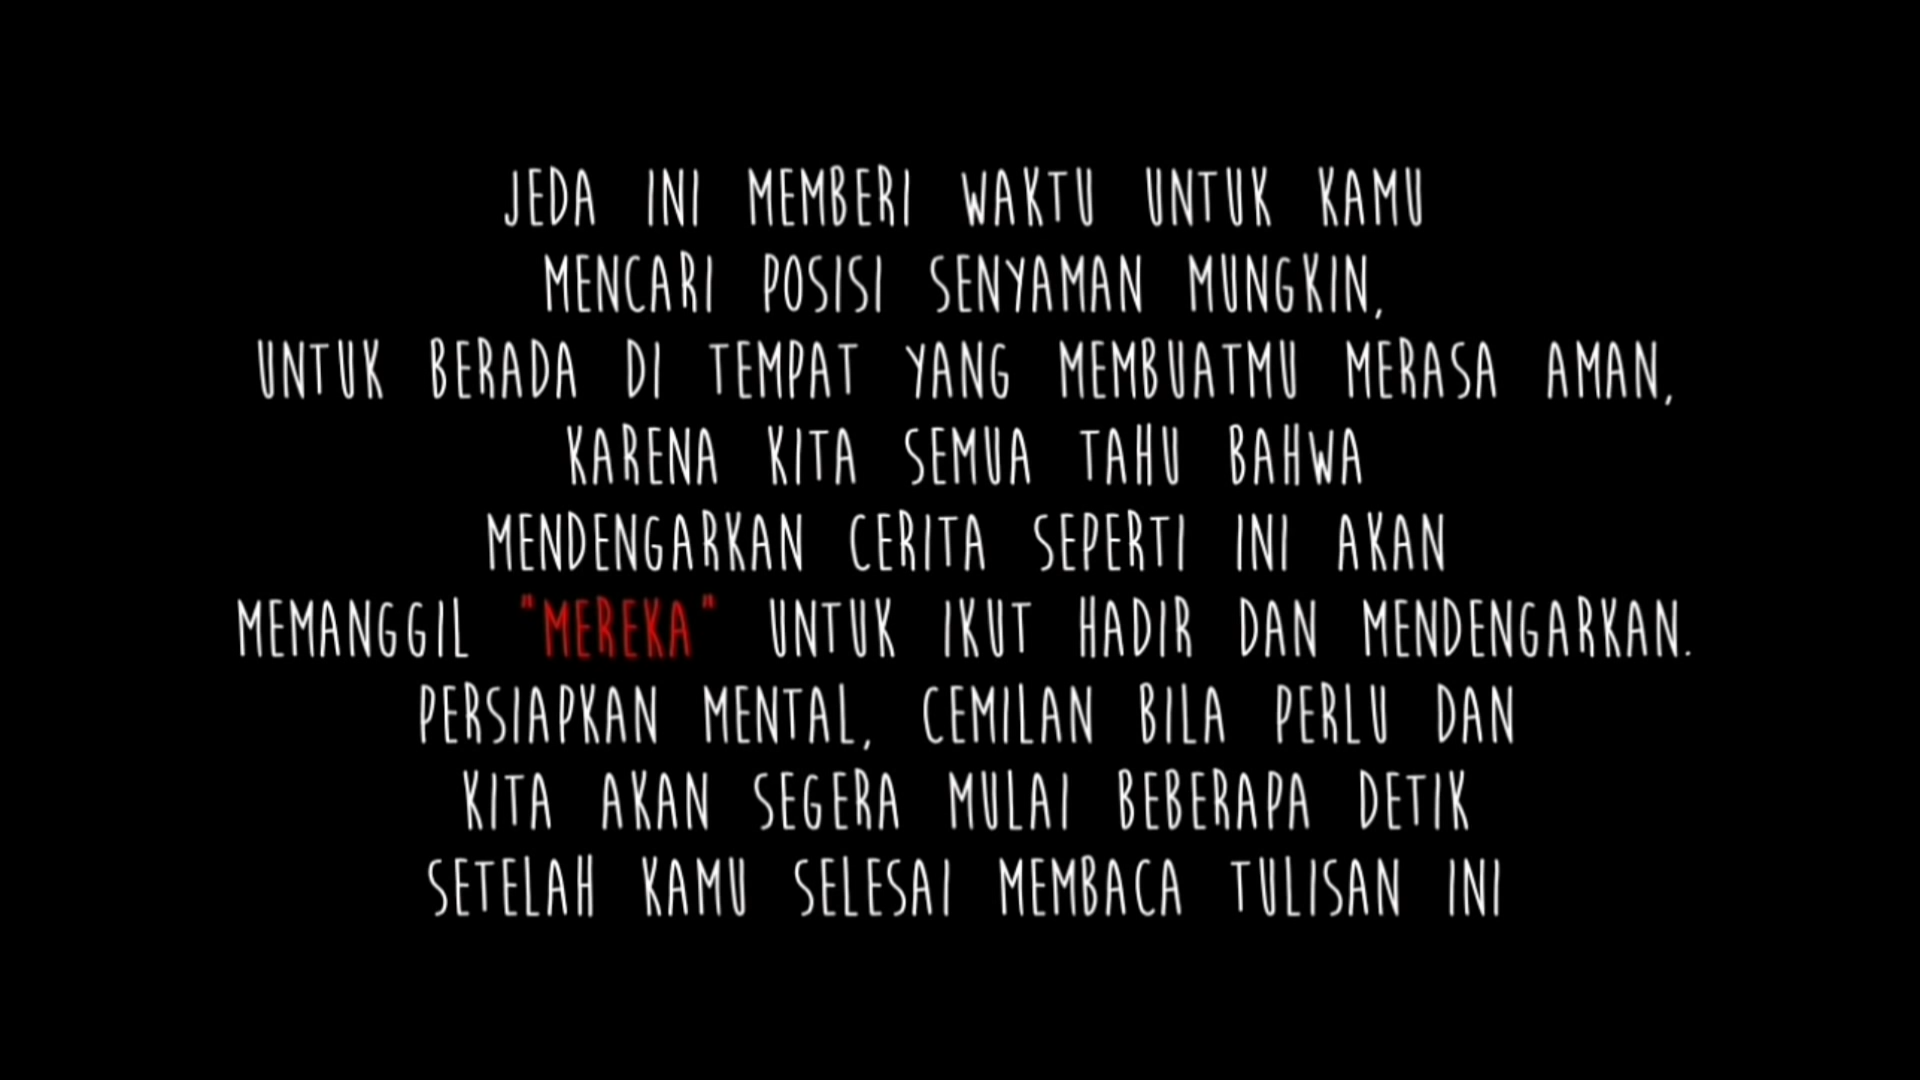 JEDA INI MEMBERI WAKTU UNTUK KAMU
MENCARI POSISI SENYAMAN MUNGKIN,
UNTUK BERADA DI TEMPAT YANG MEMBUATMU MERASA AMAN,
KARENA KITA SEMUA TAHU BAHWA
MENDENGARKAN CERITA SEPERTI INI AKAN
MEMANGGIL "MEREKA" UNTUK IKUT HADIR DAN MENDENGARKAN.
PERSIAPKAN MENTAL, CEMILAN BILA PERLU DAN
KITA AKAN SEGERA MULAI BEBERAPA DETIK
SETELAH KAMU SELESAI MEMBACA TULISAN INI